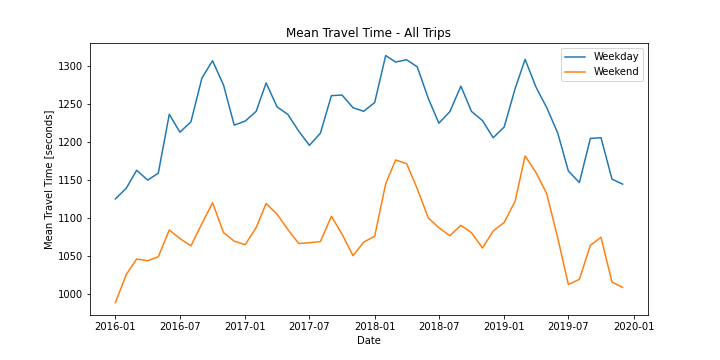 Mean Travel Time - All Trips
Weekday
Weekend
1300
1250
1200
1150
1100
1050
1000
Mean Travel Time [seconds]
2016-01 2016-07 2017-01 2017-07 2018-01 2018-07 2019-01 2019-07 2020-01
Date